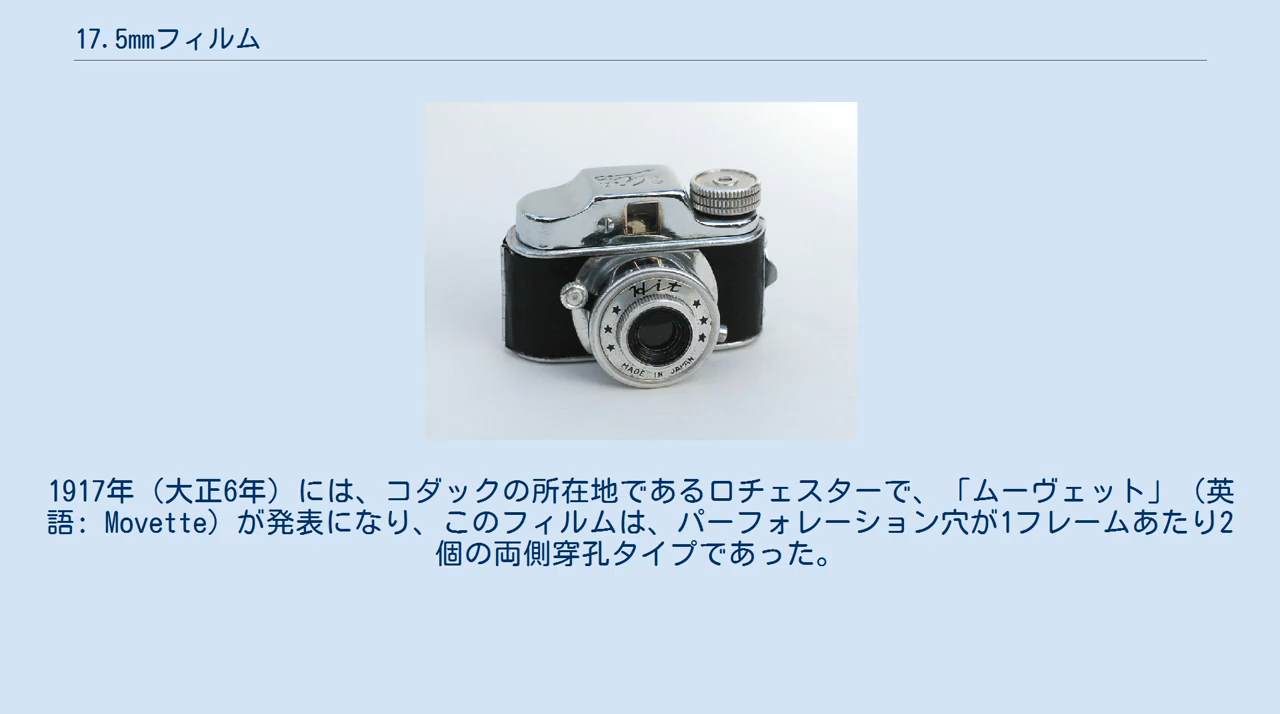 17.5mmフィルム
Hit
MADE IN JAPAN
1917年（大正6年）には、コダックの所在地であるロチェスターで、「ムーヴェット」（英
語: Movette）が発表になり、このフィルムは、パーフォレーション穴が1フレームあたり2
個の両側穿孔タイプであった。